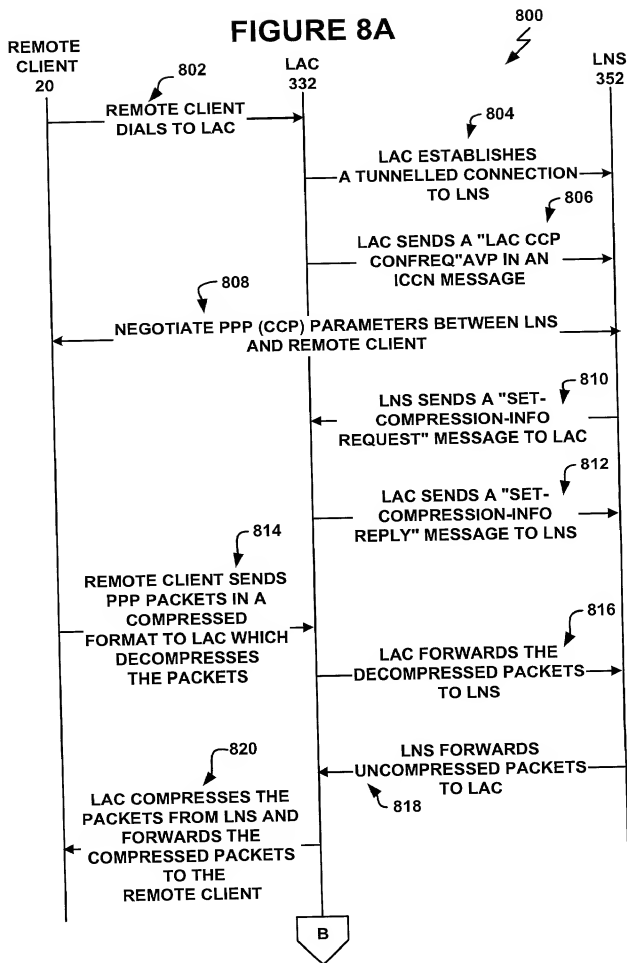 FIGURE 8A
800
REMOTE
CLIENT
20
LAC
332
LNS
352
802
REMOTE CLIENT
DIALS TO LAC
804
LAC ESTABLISHES
A TUNNELLED CONNECTION
TO LNS
806
LAC SENDS A "LAC CCP
CONFREQ"AVP IN AN
ICCN MESSAGE
808
NEGOTIATE PPP (CCP) PARAMETERS BETWEEN LNS
AND REMOTE CLIENT
810
LNS SENDS A "SET-
COMPRESSION-INFO
REQUEST" MESSAGE TO LAC
812
LAC SENDS A "SET-
COMPRESSION-INFO
REPLY" MESSAGE TO LNS
814
REMOTE CLIENT SENDS
PPP PACKETS IN A
COMPRESSED
FORMAT TO LAC WHICH
DECOMPRESSES
THE PACKETS
816
LAC FORWARDS THE
DECOMPRESSED PACKETS
TO LNS
LNS FORWARDS
UNCOMPRESSED PACKETS
TO LAC
818
820
LAC COMPRESSES THE
PACKETS FROM LNS AND
FORWARDS THE
COMPRESSED PACKETS
TO THE
REMOTE CLIENT
B